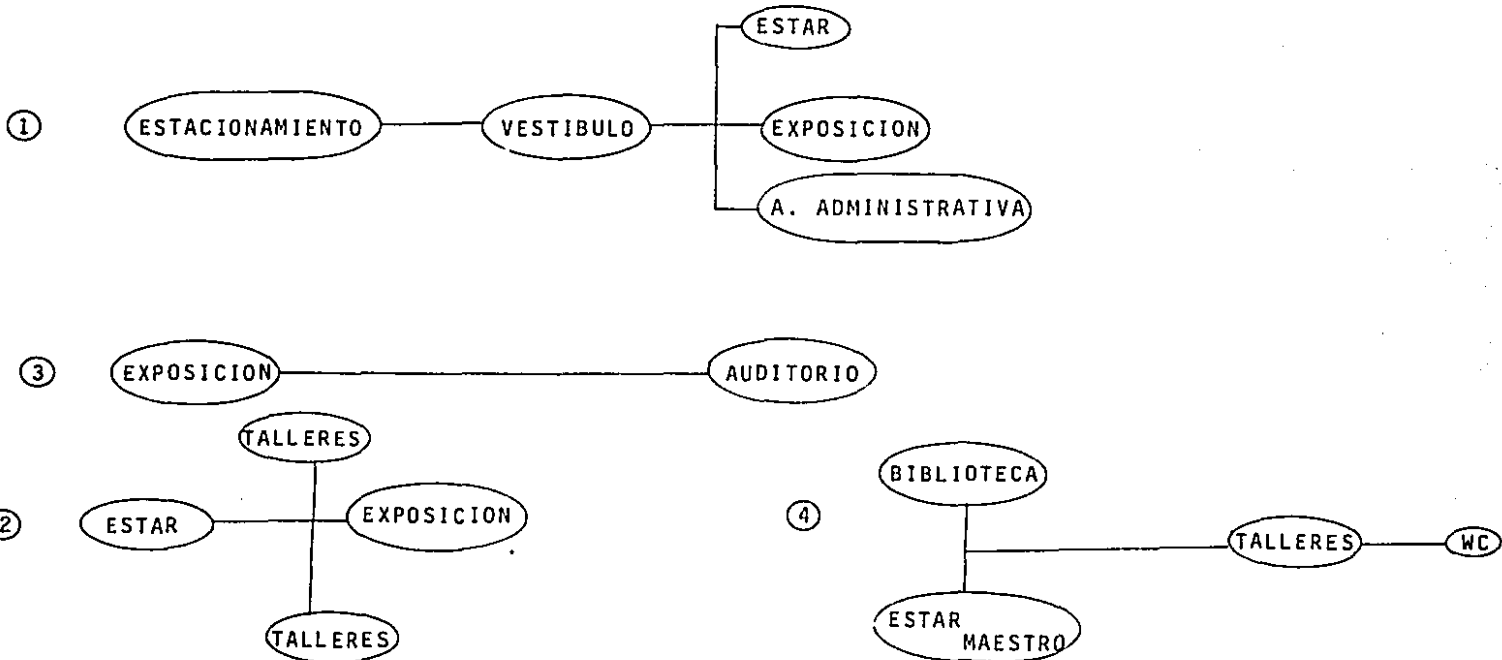 ESTAR
① ESTACIONAMIENTO VESTIBULO EXPOSICION
A. ADMINISTRATIVA
③ EXPOSICION AUDITORIO
TALLERES
② ESTAR EXPOSICION
TALLERES
④ BIBLIOTECA
TALLERES WC
ESTAR
MAESTRO